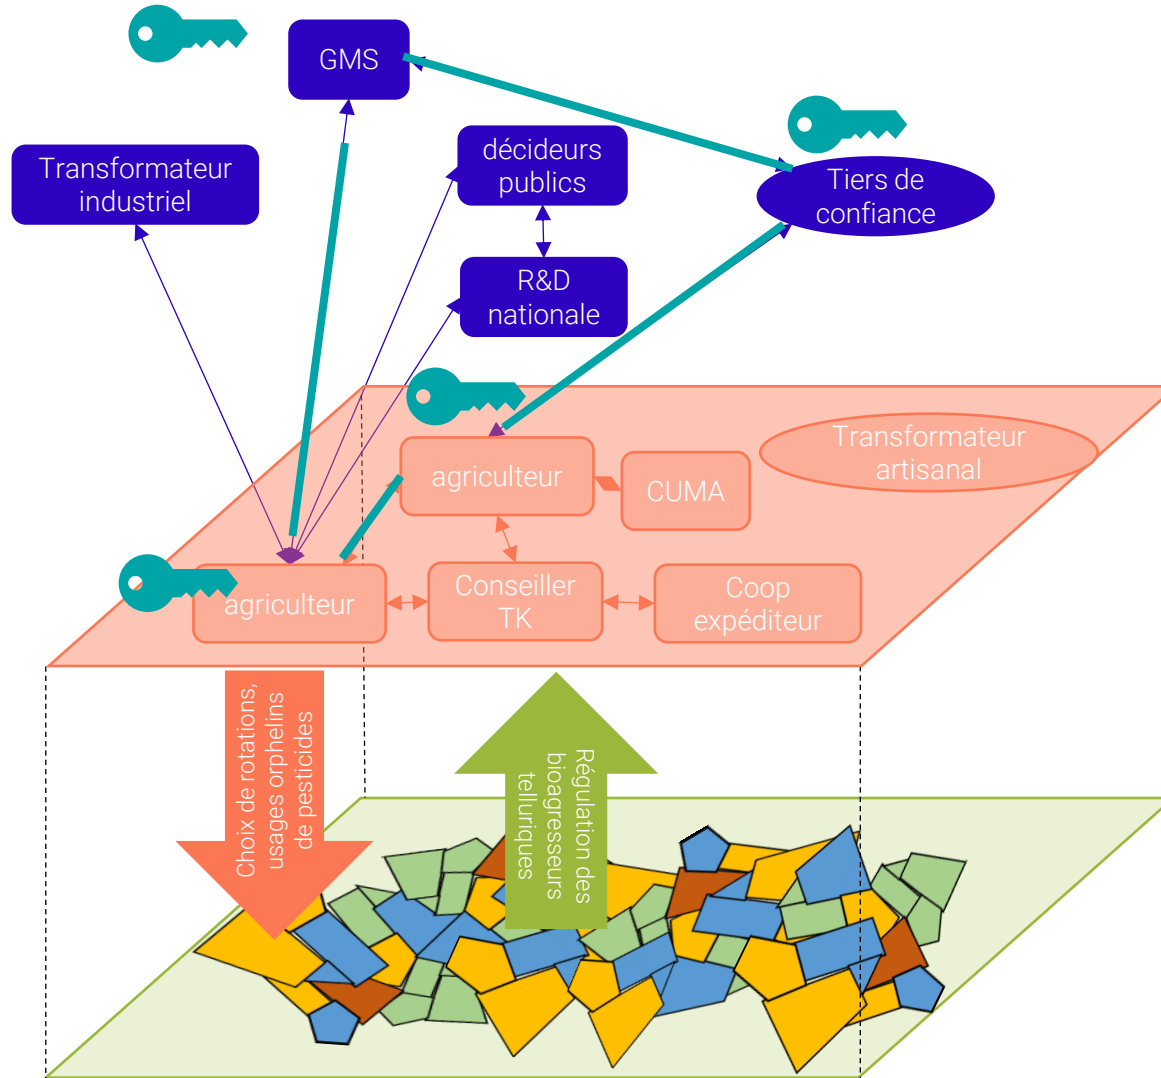 GMS
Transformateur
industriel
décideurs
publics
Tiers de
confiance
R&D
nationale
Transformateur
artisanal
agriculteur
CUMA
agriculteur
Conseiller
TK
Coop
expéditeur
Choix de rotations,
usages orphelins
de pesticides
Régulation des
bioagresseurs
telluriques